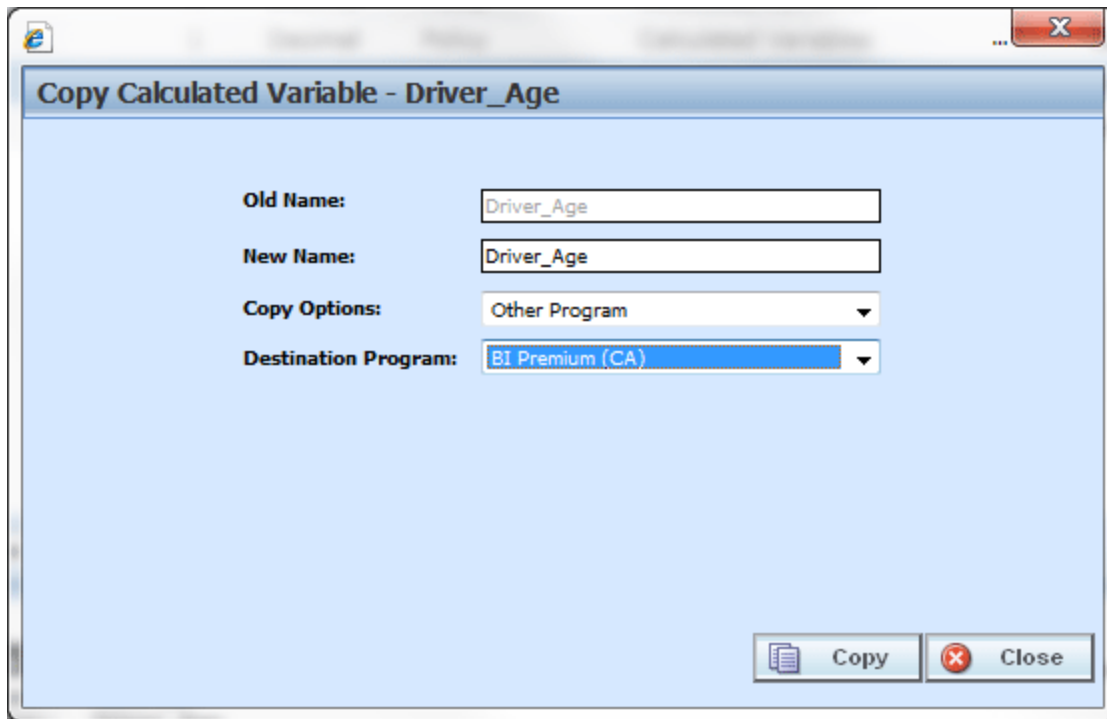 ...
Copy Calculated Variable - Driver_Age
Old Name: Driver_Age
New Name: Driver_Age
Copy Options: Other Program
Destination Program: BI Premium (CA)
Copy Close